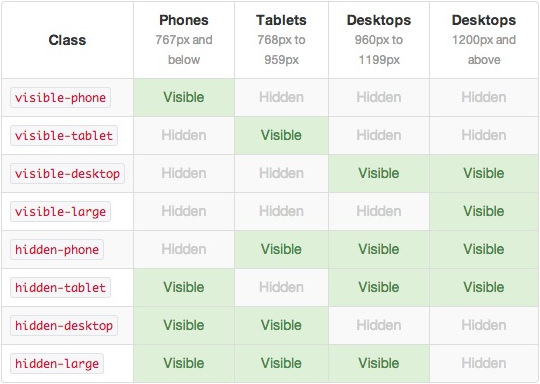 Class Phones Tablets Desktops Desktops
767px and 768px to 960px to 1200px and
below 959px 1199px above
visible-phone Visible Hidden Hidden Hidden
visible-tablet Hidden Visible Hidden Hidden
visible-desktop Hidden Hidden Visible Visible
visible-large Hidden Hidden Hidden Visible
hidden-phone Hidden Visible Visible Visible
hidden-tablet Visible Hidden Visible Visible
hidden-desktop Visible Visible Hidden Hidden
hidden-large Visible Visible Visible Hidden